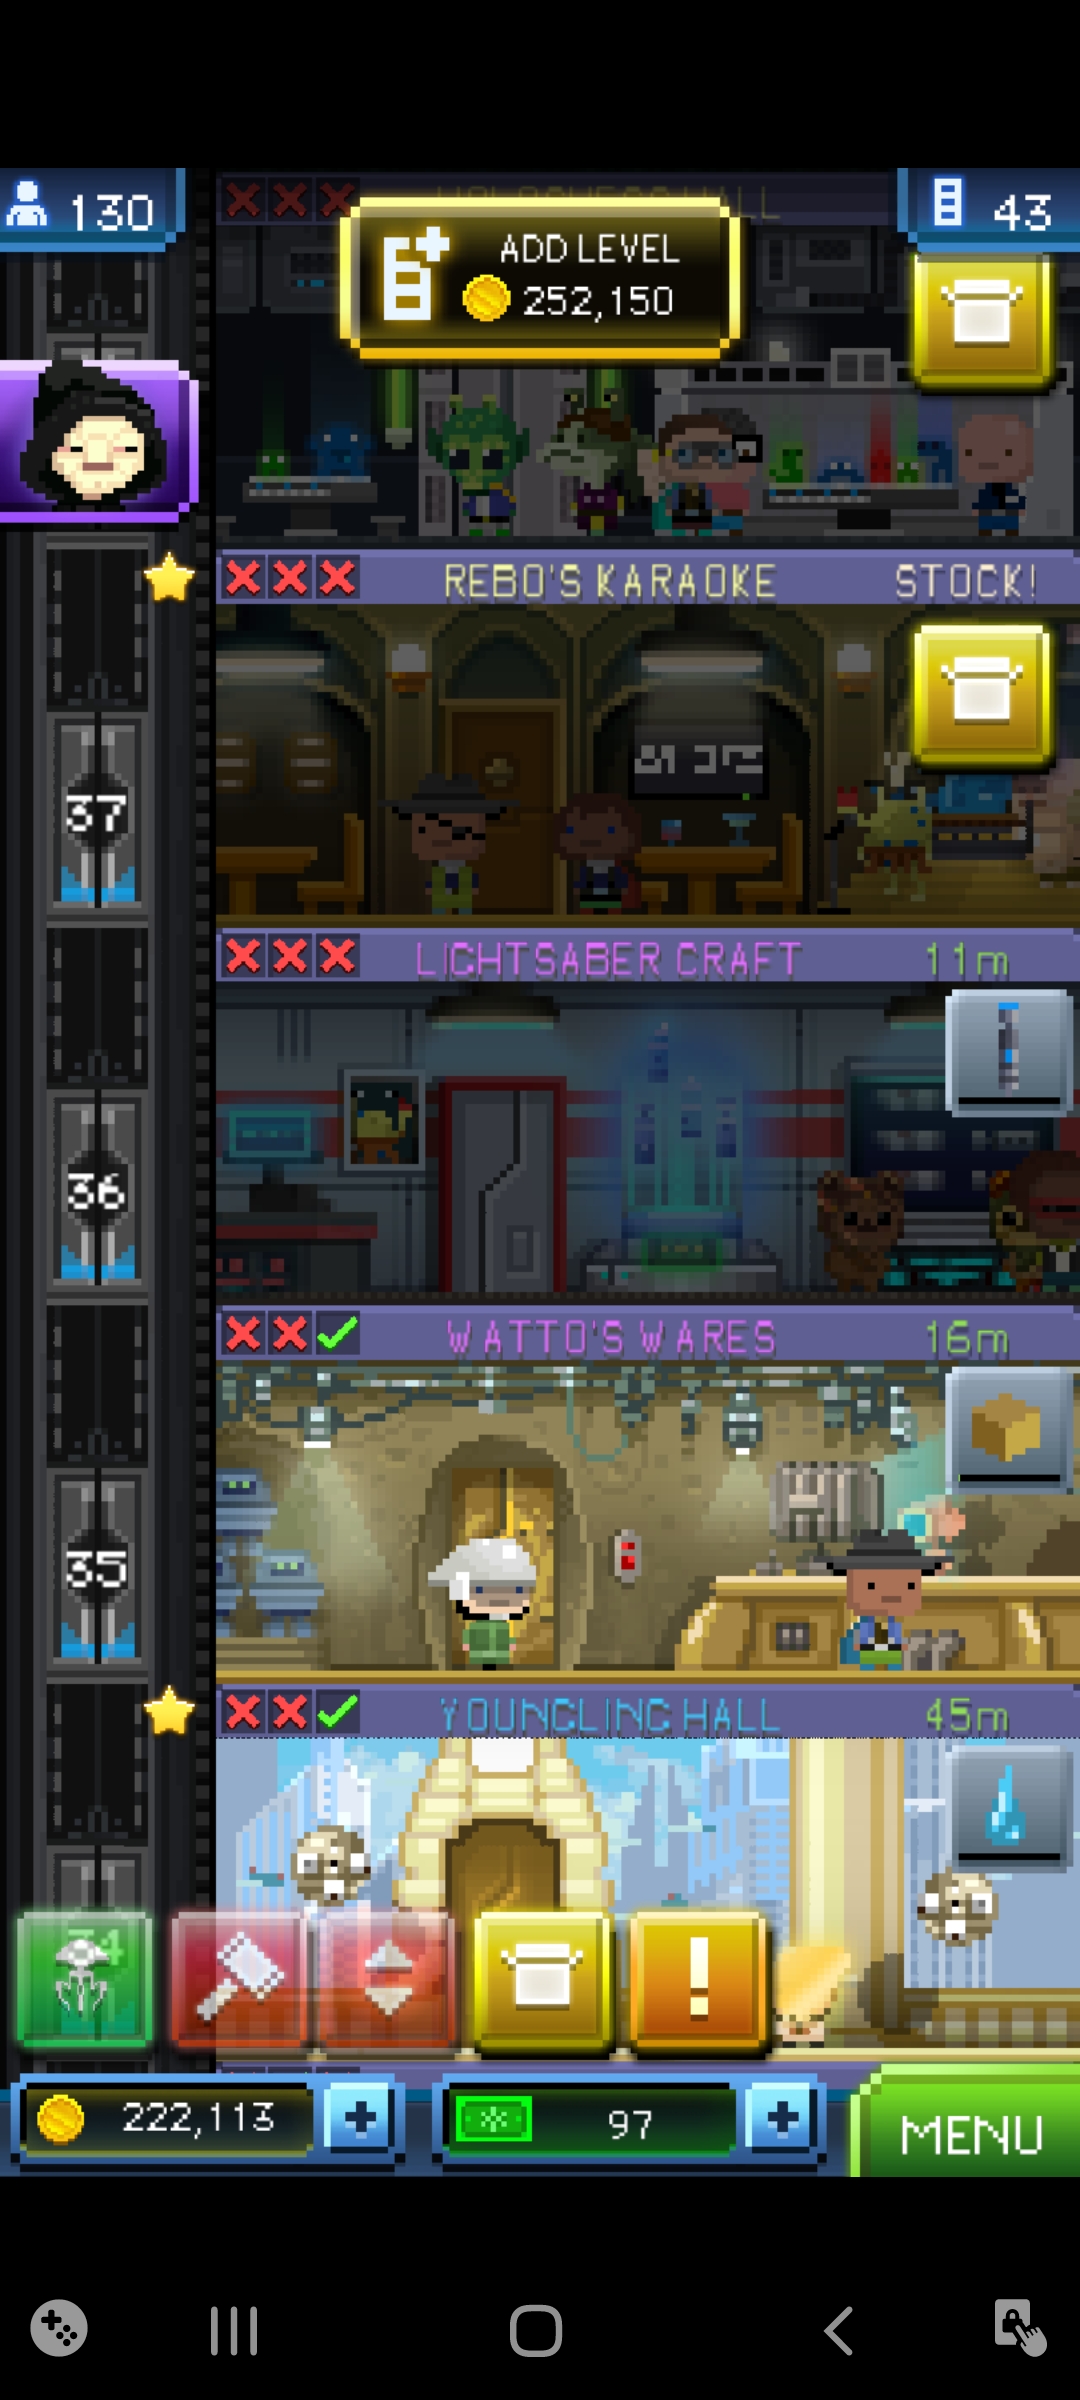 130
43
ADD LEVEL
252,150
REBO'S KARAOKE STOCK!
37
LIGHTSABER CRAFT 11m
36
WATTO'S WARES 16m
35
YOUNGLING HALL 45m
34
222,113
97
MENU